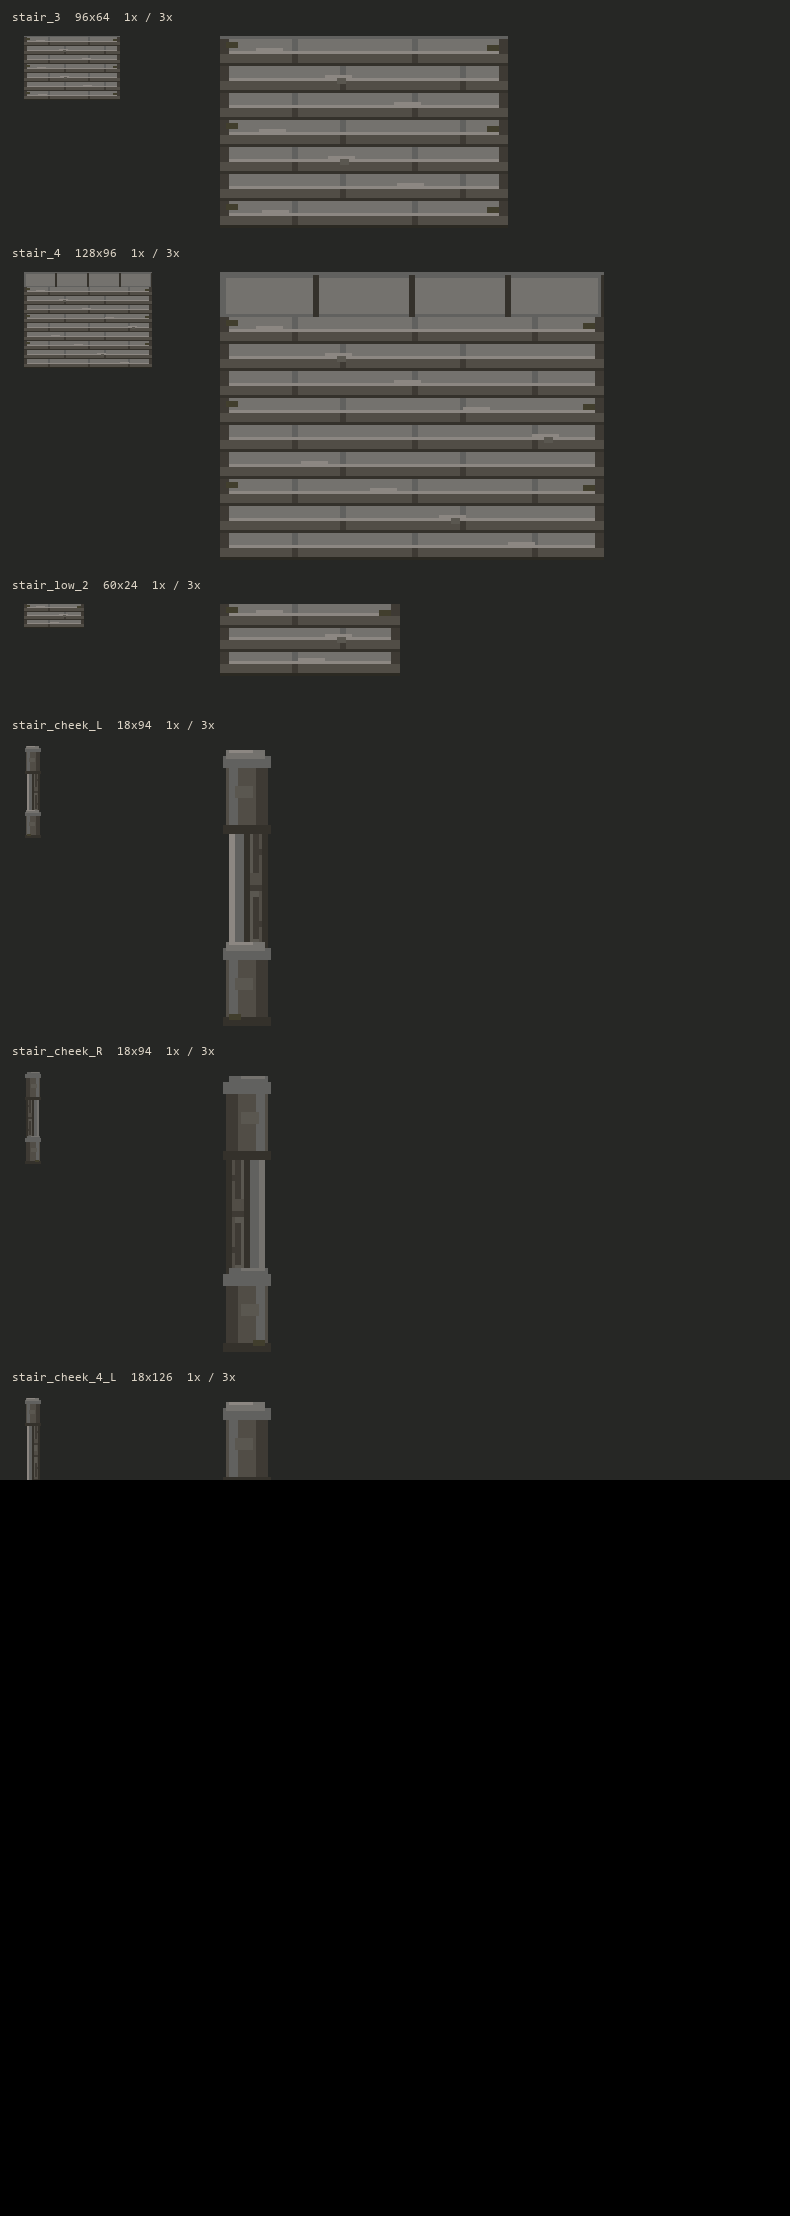 stair_3  96x64  1x / 3x
stair_4  128x96  1x / 3x
stair_low_2  60x24  1x / 3x
stair_cheek_L  18x94  1x / 3x
stair_cheek_R  18x94  1x / 3x
stair_cheek_4_L  18x126  1x / 3x